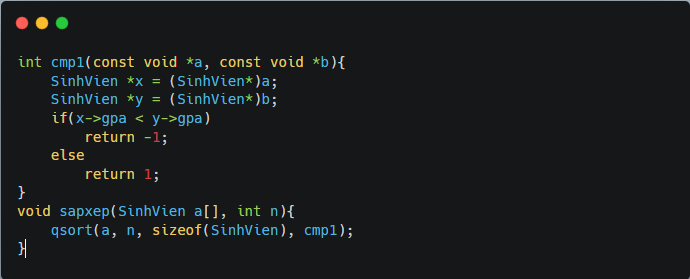 int cmp1(const void *a, const void *b){
    SinhVien *x = (SinhVien*)a;
    SinhVien *y = (SinhVien*)b;
    if(x->gpa < y->gpa)
        return -1;
    else
        return 1;
}
void sapxep(SinhVien a[], int n){
    qsort(a, n, sizeof(SinhVien), cmp1);
}